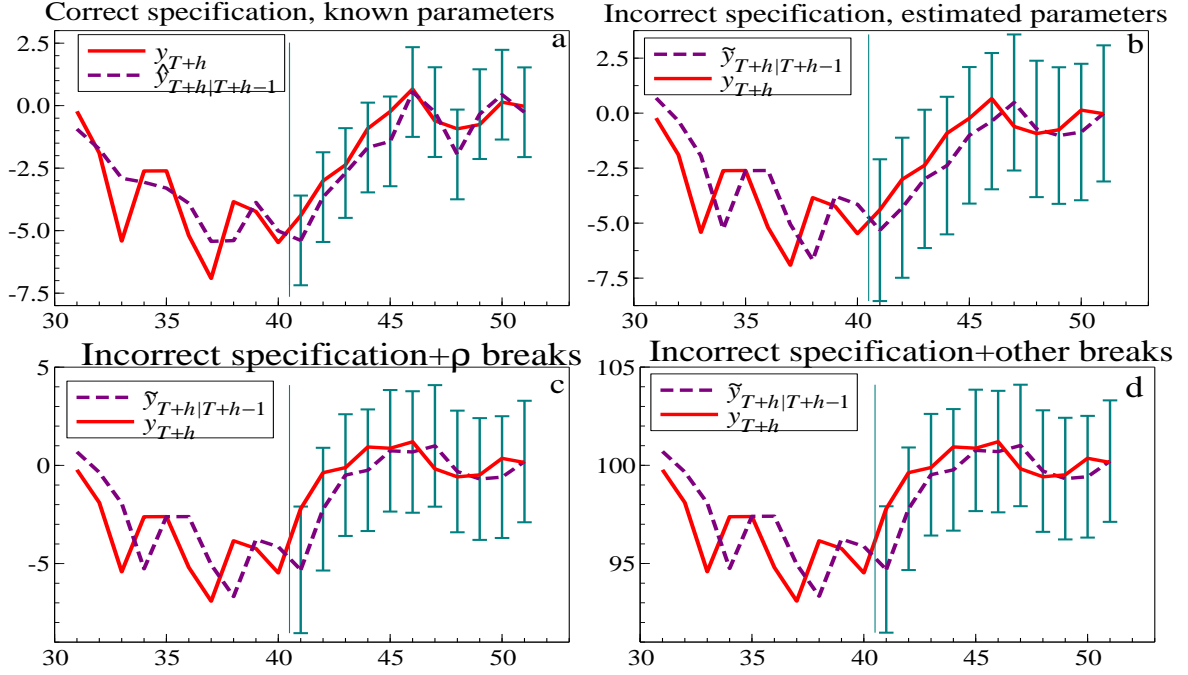 Correct specification, known parameters
a
y_{T+h}
ŷ_{T+h|T+h−1}
2.5
0.0
-2.5
-5.0
-7.5
30 35 40 45 50
Incorrect specification, estimated parameters
b
ỹ_{T+h|T+h−1}
y_{T+h}
2.5
0.0
-2.5
-5.0
-7.5
30 35 40 45 50
Incorrect specification+ρ breaks
c
ỹ_{T+h|T+h−1}
y_{T+h}
5
0
-5
30 35 40 45 50
Incorrect specification+other breaks
d
ỹ_{T+h|T+h−1}
y_{T+h}
105
100
95
30 35 40 45 50